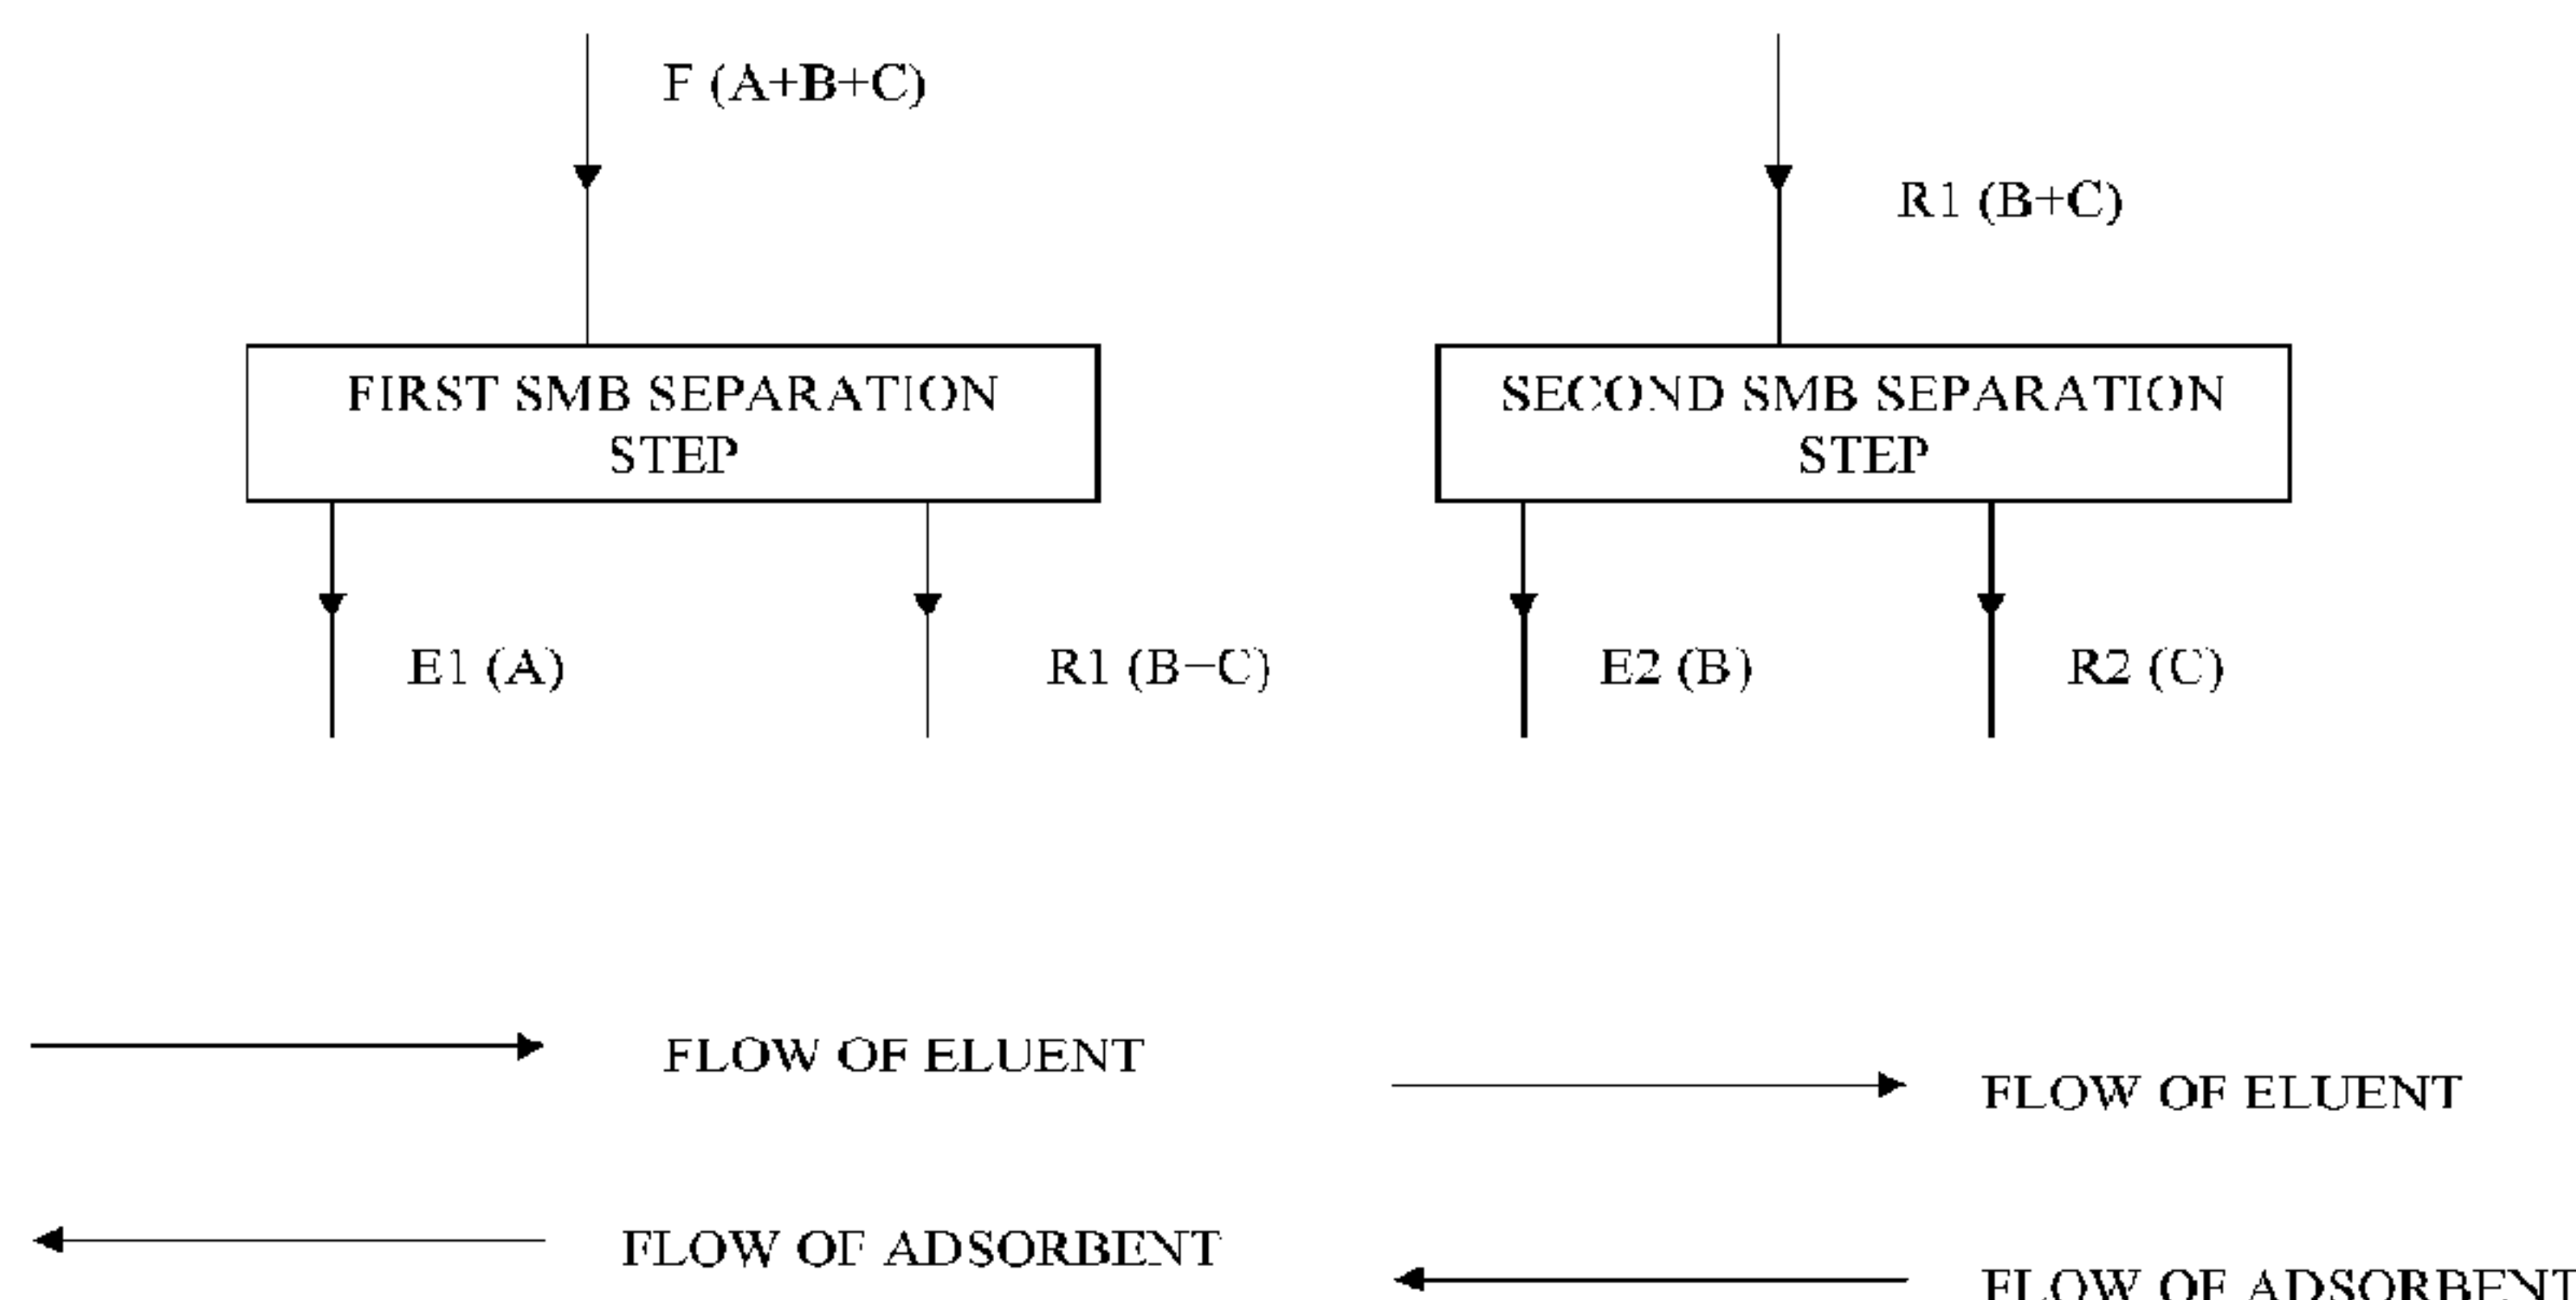 F (A+B+C)
R1 (B+C)
FIRST SMB SEPARATION
STEP
SECOND SMB SEPARATION
STEP
E1 (A)
R1 (B−C)
E2 (B)
R2 (C)
FLOW OF ELUENT
FLOW OF ELUENT
FLOW OF ADSORBENT
FLOW OF ADSORBENT